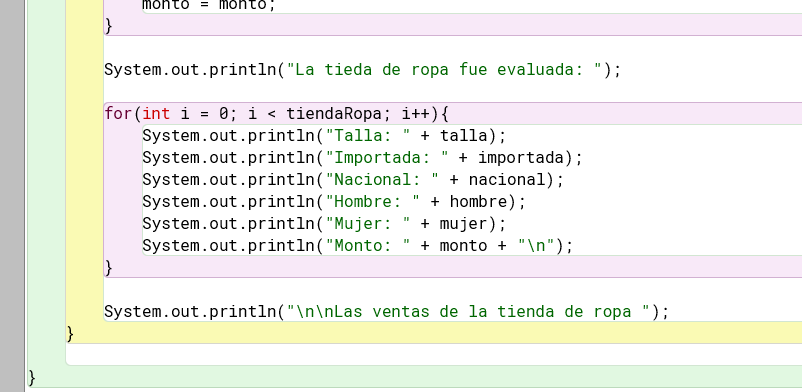 monto = monto;
}
System.out.println("La tieda de ropa fue evaluada: ");
for(int i = 0; i < tiendaRopa; i++){
System.out.println("Talla: " + talla);
System.out.println("Importada: " + importada);
System.out.println("Nacional: " + nacional);
System.out.println("Hombre: " + hombre);
System.out.println("Mujer: " + mujer);
System.out.println("Monto: " + monto + "\n");
}
System.out.println("\n\nLas ventas de la tienda de ropa ");
}
}